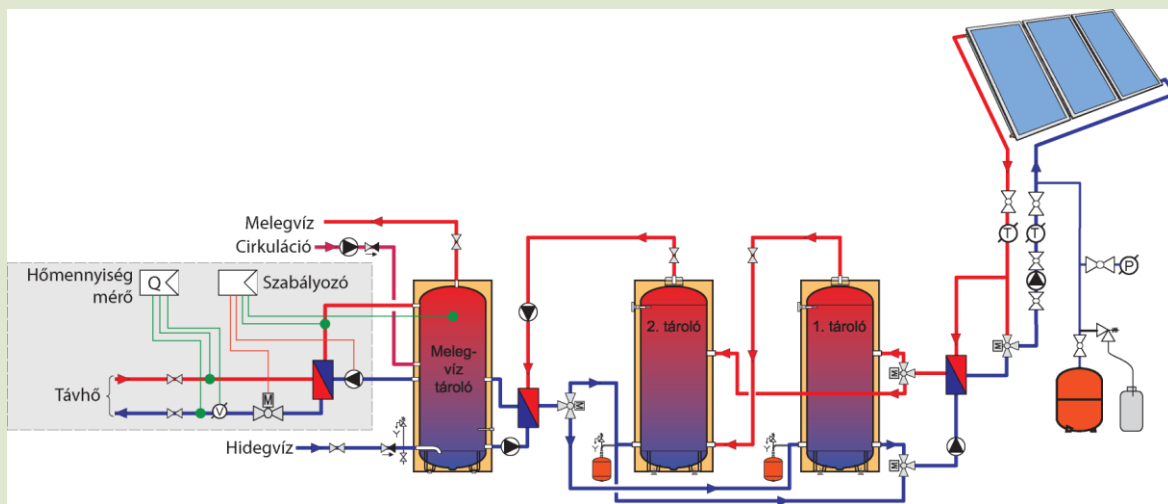 Melegvíz
Cirkuláció
Hőmennyiség
mérő
Q
Szabályozó
Távhő
M
V
Hidegvíz
Meleg-
víz
tároló
M
2. tároló
1. tároló
M
M
M
T
T
P